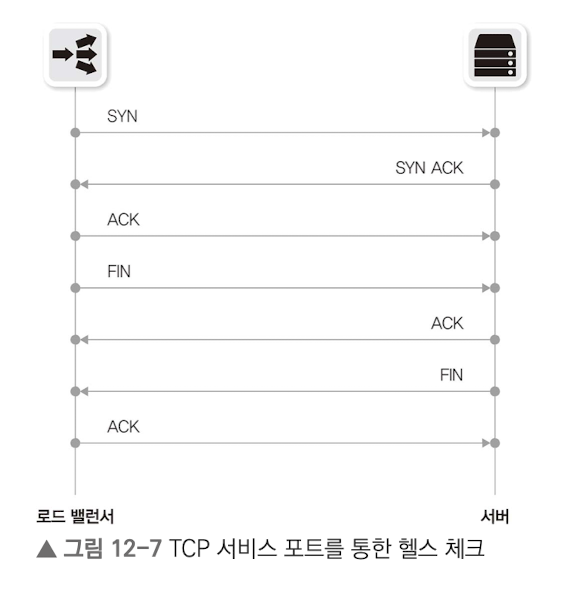 SYN
SYN ACK
ACK
FIN
ACK
FIN
ACK
로드 밸런서
서버
▲ 그림 12-7 TCP 서비스 포트를 통한 헬스 체크